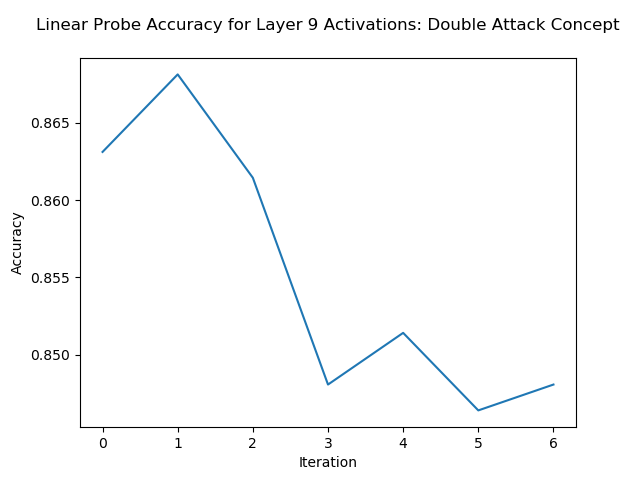 Linear Probe Accuracy for Layer 9 Activations: Double Attack Concept
0.865
0.860
0.855
0.850
Accuracy
0 1 2 3 4 5 6
Iteration